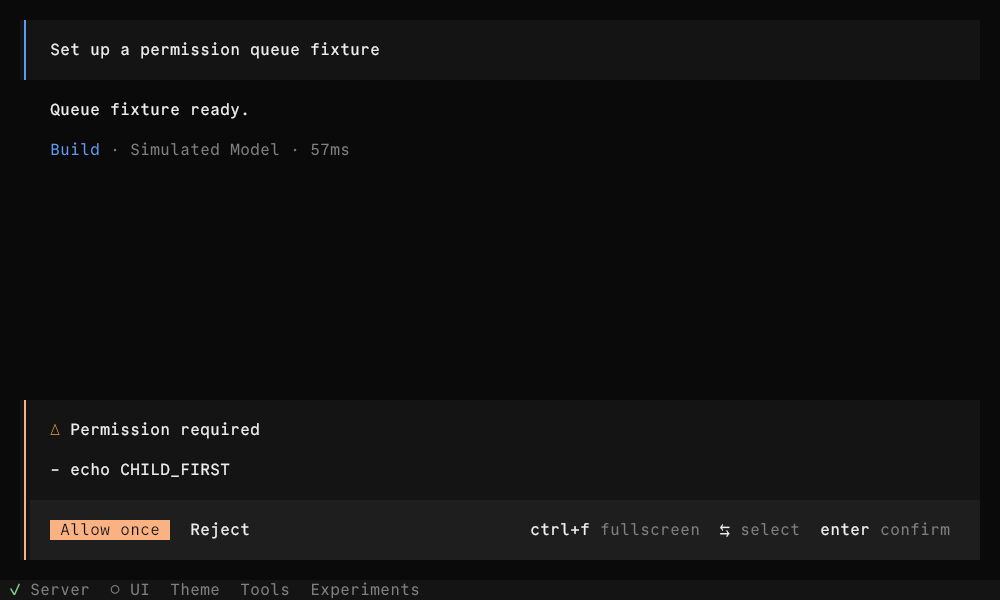 Set up a permission queue fixture
Queue fixture ready.
Build · Simulated Model · 57ms
△ Permission required
- echo CHILD_FIRST
Allow once Reject ctrl+f fullscreen ⇆ select enter confirm
✓ Server ○ UI Theme Tools Experiments